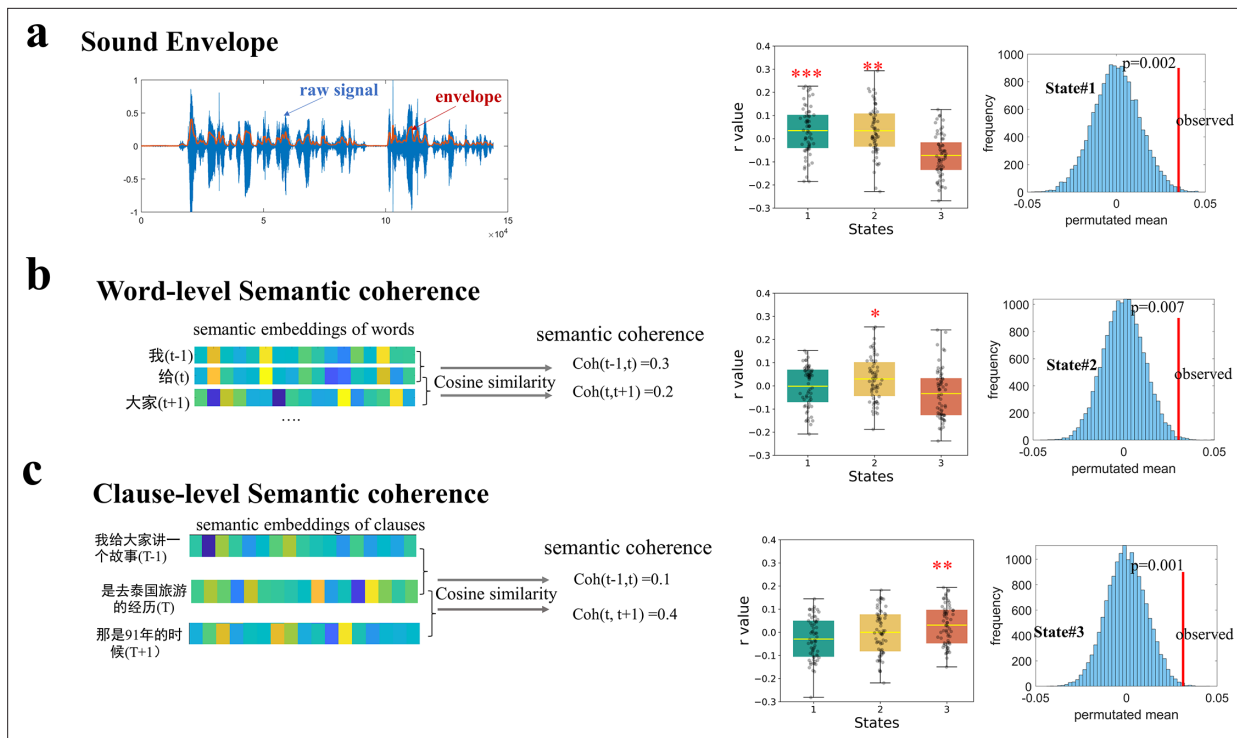 a
Sound Envelope
raw signal
envelope
1
0.5
0
-0.5
-1
0
5
10
15
×10⁴
r value
0.4
0.3
0.2
0.1
0.0
-0.1
-0.2
-0.3
***
**
1
2
3
States
frequency
1000
800
600
400
200
0
State#1
p=0.002
observed
-0.05
0
0.05
permutated mean
b
Word-level Semantic coherence
semantic embeddings of words
我(t-1)
给(t)
大家(t+1)
....
Cosine similarity
semantic coherence
Coh(t-1,t)=0.3
Coh(t,t+1) =0.2
r value
0.4
0.3
0.2
0.1
0.0
-0.1
-0.2
-0.3
*
1
2
3
States
frequency
1000
800
600
400
200
0
State#2
p=0.007
observed
-0.05
0
0.05
permutated mean
c
Clause-level Semantic coherence
semantic embeddings of clauses
我给大家讲一
个故事(T-1)
是去泰国旅游
的经历(T)
那是91年的时
候(T+1）
Cosine similarity
semantic coherence
Coh(t-1,t)=0.1
Coh(t, t+1) =0.4
r value
0.4
0.3
0.2
0.1
0.0
-0.1
-0.2
-0.3
**
1
2
3
States
frequency
1000
800
600
400
200
0
State#3
p=0.001
observed
-0.05
0
0.05
permutated mean